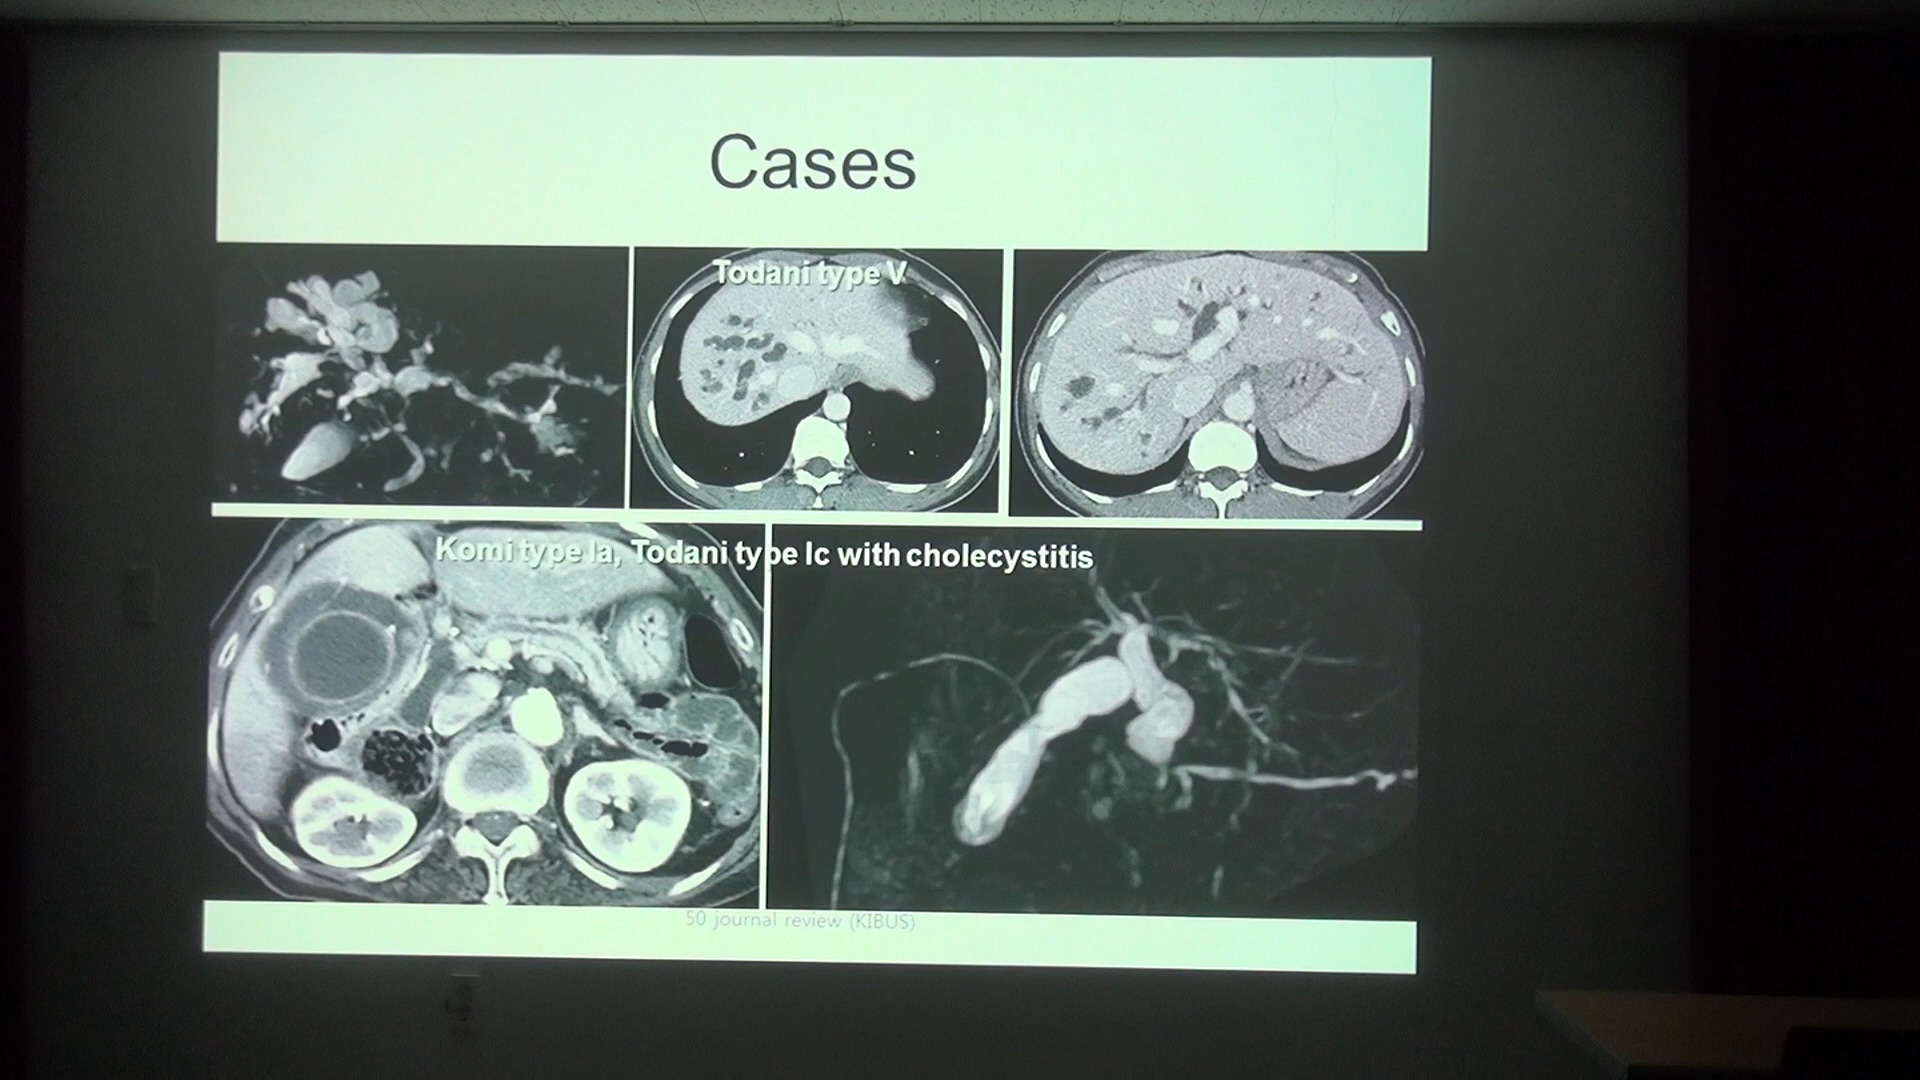 Cases
Todani type V
Komi type Ia, Todani type Ic with cholecystitis
50 journal review (KIBUS)